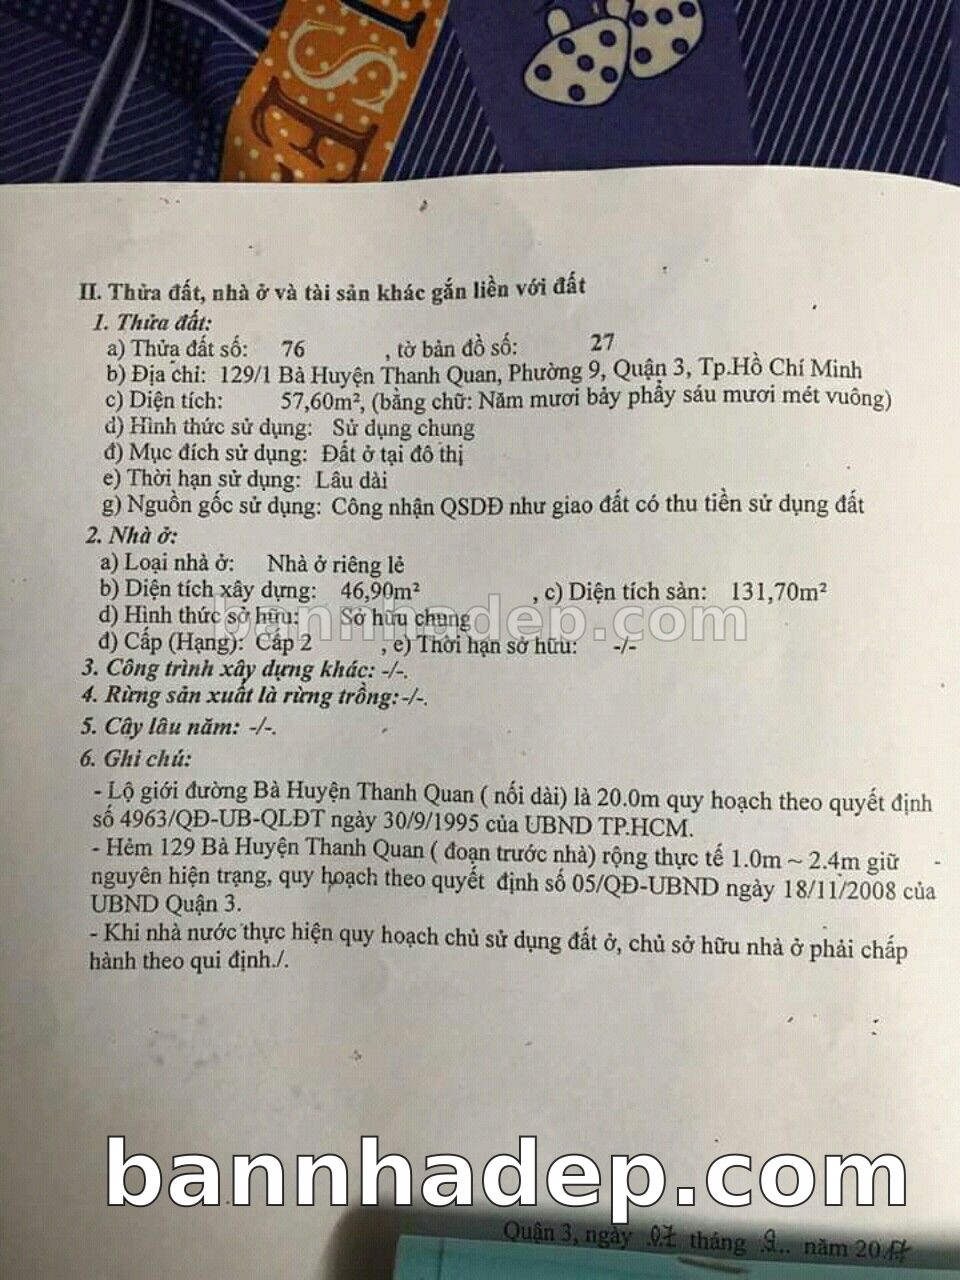 ISE
II. Thửa đất, nhà ở và tài sản khác gắn liền với đất
1. Thửa đất:
a) Thửa đất số: 76 , tờ bản đồ số: 27
b) Địa chỉ: 129/1 Bà Huyện Thanh Quan, Phường 9, Quận 3, Tp.Hồ Chí Minh
c) Diện tích: 57,60m², (bằng chữ: Năm mươi bảy phẩy sáu mươi mét vuông)
d) Hình thức sử dụng: Sử dụng chung
đ) Mục đích sử dụng: Đất ở tại đô thị
e) Thời hạn sử dụng: Lâu dài
g) Nguồn gốc sử dụng: Công nhận QSDĐ như giao đất có thu tiền sử dụng đất
2. Nhà ở:
a) Loại nhà ở: Nhà ở riêng lẻ
b) Diện tích xây dựng: 46,90m² , c) Diện tích sàn: 131,70m²
d) Hình thức sở hữu: Sở hữu chung
bannhadep.com
đ) Cấp (Hạng): Cấp 2 , e) Thời hạn sở hữu: -/-
3. Công trình xây dựng khác: -/-.
4. Rừng sản xuất là rừng trồng:-/-.
5. Cây lâu năm: -/-.
6. Ghi chú:
- Lộ giới đường Bà Huyện Thanh Quan ( nối dài) là 20.0m quy hoạch theo quyết định
số 4963/QĐ-UB-QLĐT ngày 30/9/1995 của UBND TP.HCM.
- Hẻm 129 Bà Huyện Thanh Quan ( đoạn trước nhà) rộng thực tế 1.0m ~ 2.4m giữ
nguyên hiện trạng, quy hoạch theo quyết định số 05/QĐ-UBND ngày 18/11/2008 của
UBND Quận 3.
- Khi nhà nước thực hiện quy hoạch chủ sử dụng đất ở, chủ sở hữu nhà ở phải chấp
hành theo qui định./.
bannhadep.com
Quận 3, ngày 07 tháng 9.. năm 20